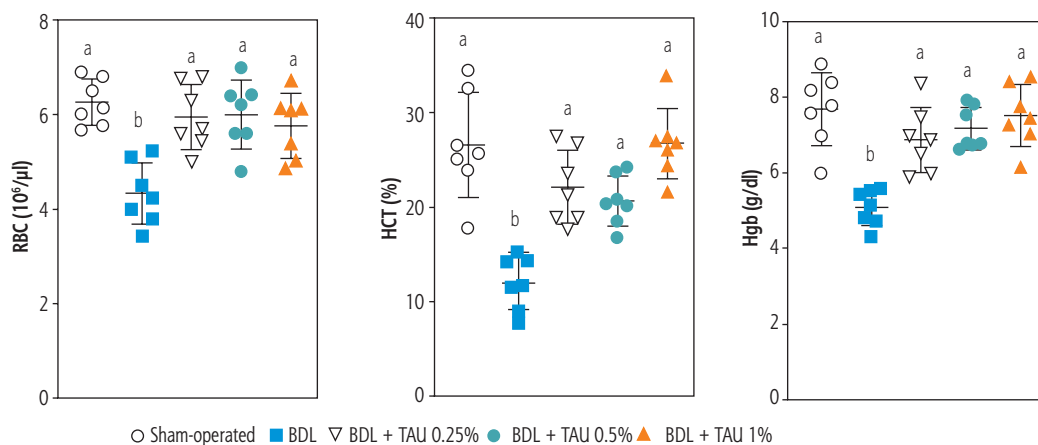 RBC (10⁶/µl)
8
6
4
2
0
a
b
a
a
a
HCT (%)
40
30
20
10
0
a
b
a
a
a
Hgb (g/dl)
10
8
6
4
2
0
a
b
a
a
a
Sham-operated BDL BDL + TAU 0.25% BDL + TAU 0.5% BDL + TAU 1%